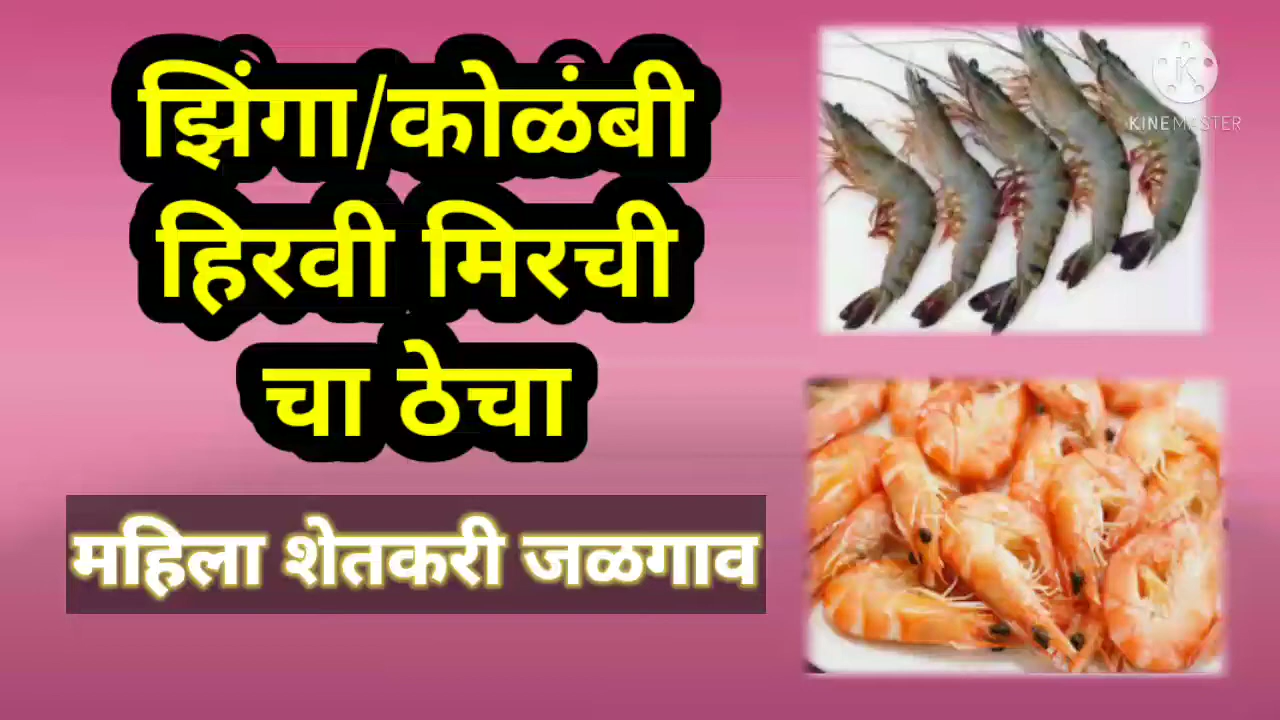 झिंगा/कोळंबी
हिरवी मिरची
चा ठेचा
महिला शेतकरी जळगाव
K
KINEMASTER